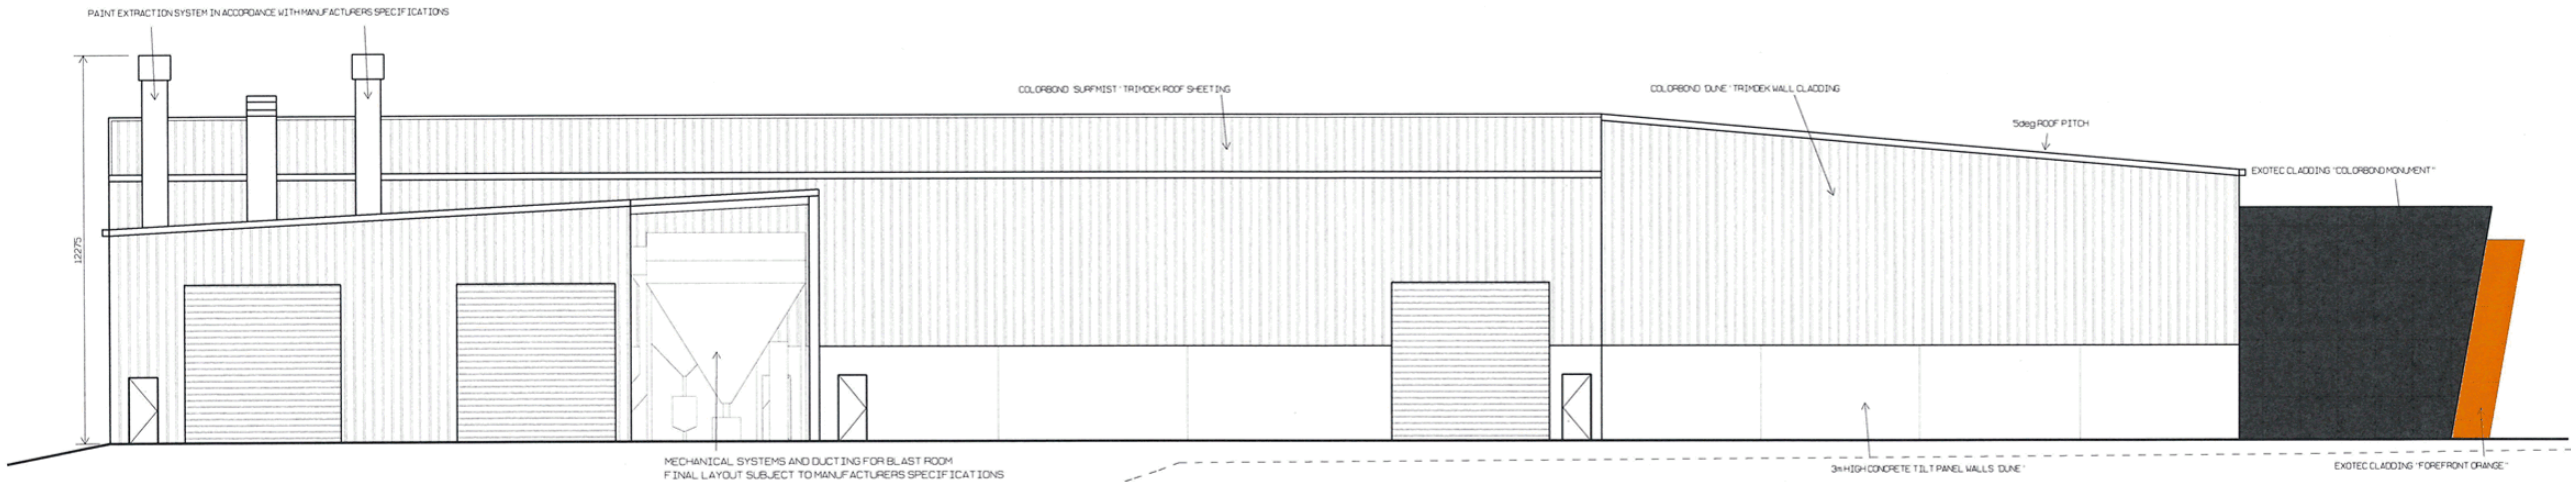 PAINT EXTRACTION SYSTEM IN ACCORDANCE WITH MANUFACTURERS SPECIFICATIONS
COLORBOND 'SURFMIST' TRIMDEK ROOF SHEETING
COLORBOND 'DUNE' TRIMDEK WALL CLADDING
5deg ROOF PITCH
EXOTEC CLADDING "COLORBOND MONUMENT"
12275
MECHANICAL SYSTEMS AND DUCTING FOR BLAST ROOM
FINAL LAYOUT SUBJECT TO MANUFACTURERS SPECIFICATIONS
3m HIGH CONCRETE TILT PANEL WALLS 'DUNE'
EXOTEC CLADDING "FOREFRONT ORANGE"